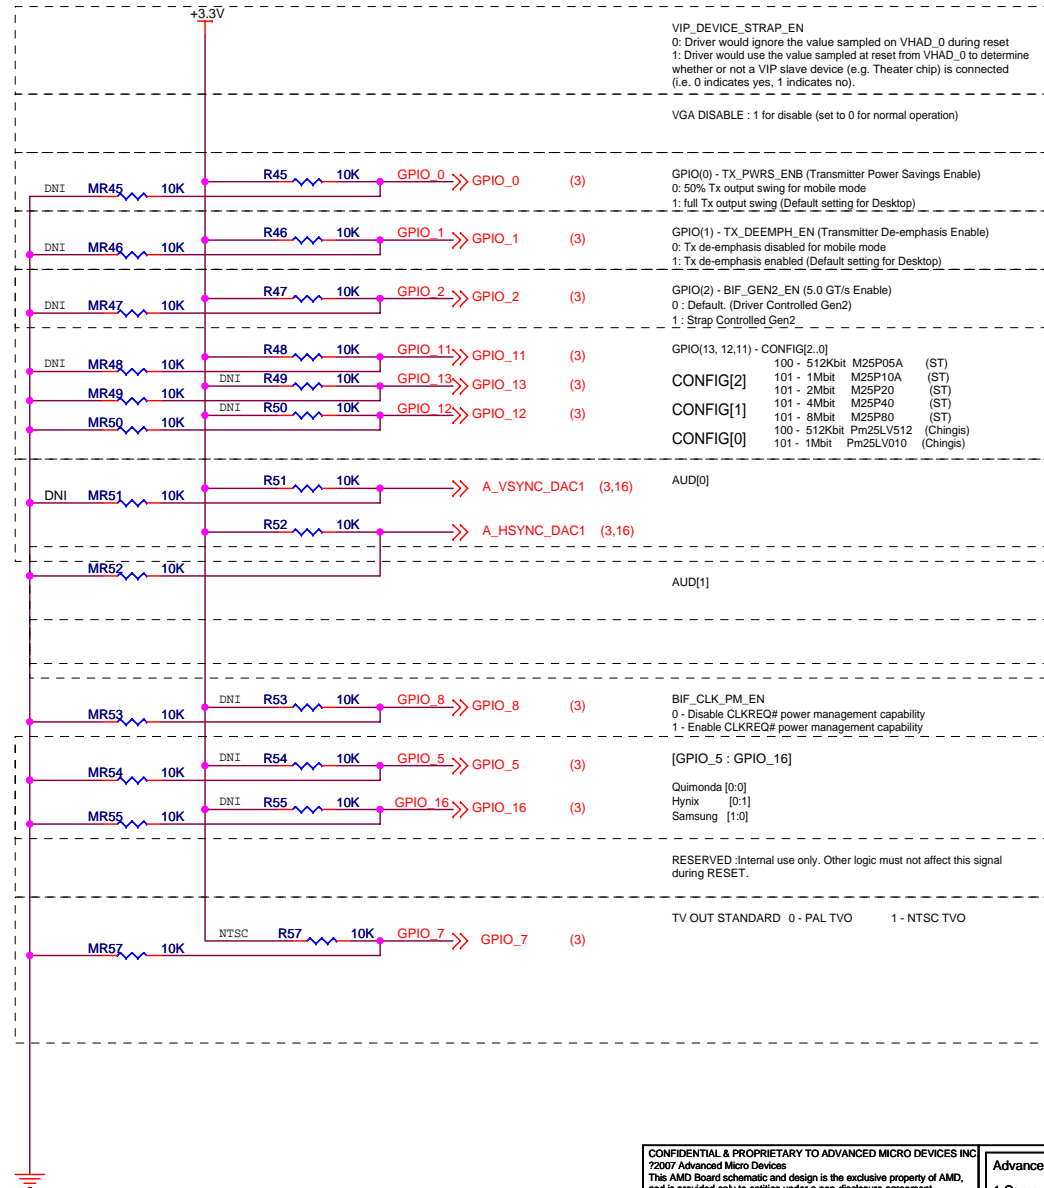 +3.3V
VIP_DEVICE_STRAP_EN
0: Driver would ignore the value sampled on VHAD_0 during reset
1: Driver would use the value sampled at reset from VHAD_0 to determine
whether or not a VIP slave device (e.g. Theater chip) is connected
(i.e. 0 indicates yes, 1 indicates no).
VGA DISABLE : 1 for disable (set to 0 for normal operation)
R45 10K GPIO_0 GPIO_0 (3)
DNI MR45 10K
GPIO(0) - TX_PWRS_ENB (Transmitter Power Savings Enable)
0: 50% Tx output swing for mobile mode
1: full Tx output swing (Default setting for Desktop)
R46 10K GPIO_1 GPIO_1 (3)
DNI MR46 10K
GPIO(1) - TX_DEEMPH_EN (Transmitter De-emphasis Enable)
0: Tx de-emphasis disabled for mobile mode
1: Tx de-emphasis enabled (Default setting for Desktop)
R47 10K GPIO_2 GPIO_2 (3)
DNI MR47 10K
GPIO(2) - BIF_GEN2_EN (5.0 GT/s Enable)
0 : Default. (Driver Controlled Gen2)
1 : Strap Controlled Gen2
R48 10K GPIO_11 GPIO_11 (3)
DNI MR48 10K
DNI R49 10K GPIO_13 GPIO_13 (3)
MR49 10K
DNI R50 10K GPIO_12 GPIO_12 (3)
MR50 10K
GPIO(13, 12,11) - CONFIG[2..0]
100 - 512Kbit M25P05A (ST)
CONFIG[2] 101 - 1Mbit M25P10A (ST)
101 - 2Mbit M25P20 (ST)
101 - 4Mbit M25P40 (ST)
CONFIG[1] 101 - 8Mbit M25P80 (ST)
100 - 512Kbit Pm25LV512 (Chingis)
CONFIG[0] 101 - 1Mbit Pm25LV010 (Chingis)
R51 10K A_VSYNC_DAC1 (3,16)
DNI MR51 10K
AUD[0]
R52 10K A_HSYNC_DAC1 (3,16)
MR52 10K
AUD[1]
DNI R53 10K GPIO_8 GPIO_8 (3)
MR53 10K
BIF_CLK_PM_EN
0 - Disable CLKREQ# power management capability
1 - Enable CLKREQ# power management capability
DNI R54 10K GPIO_5 GPIO_5 (3)
MR54 10K
DNI R55 10K GPIO_16 GPIO_16 (3)
MR55 10K
[GPIO_5 : GPIO_16]
Quimonda [0:0]
Hynix [0:1]
Samsung [1:0]
RESERVED :Internal use only. Other logic must not affect this signal
during RESET.
TV OUT STANDARD 0 - PAL TVO 1 - NTSC TVO
NTSC R57 10K GPIO_7 GPIO_7 (3)
MR57 10K
CONFIDENTIAL & PROPRIETARY TO ADVANCED MICRO DEVICES INC
?2007 Advanced Micro Devices
This AMD Board schematic and design is the exclusive property of AMD,
Advance